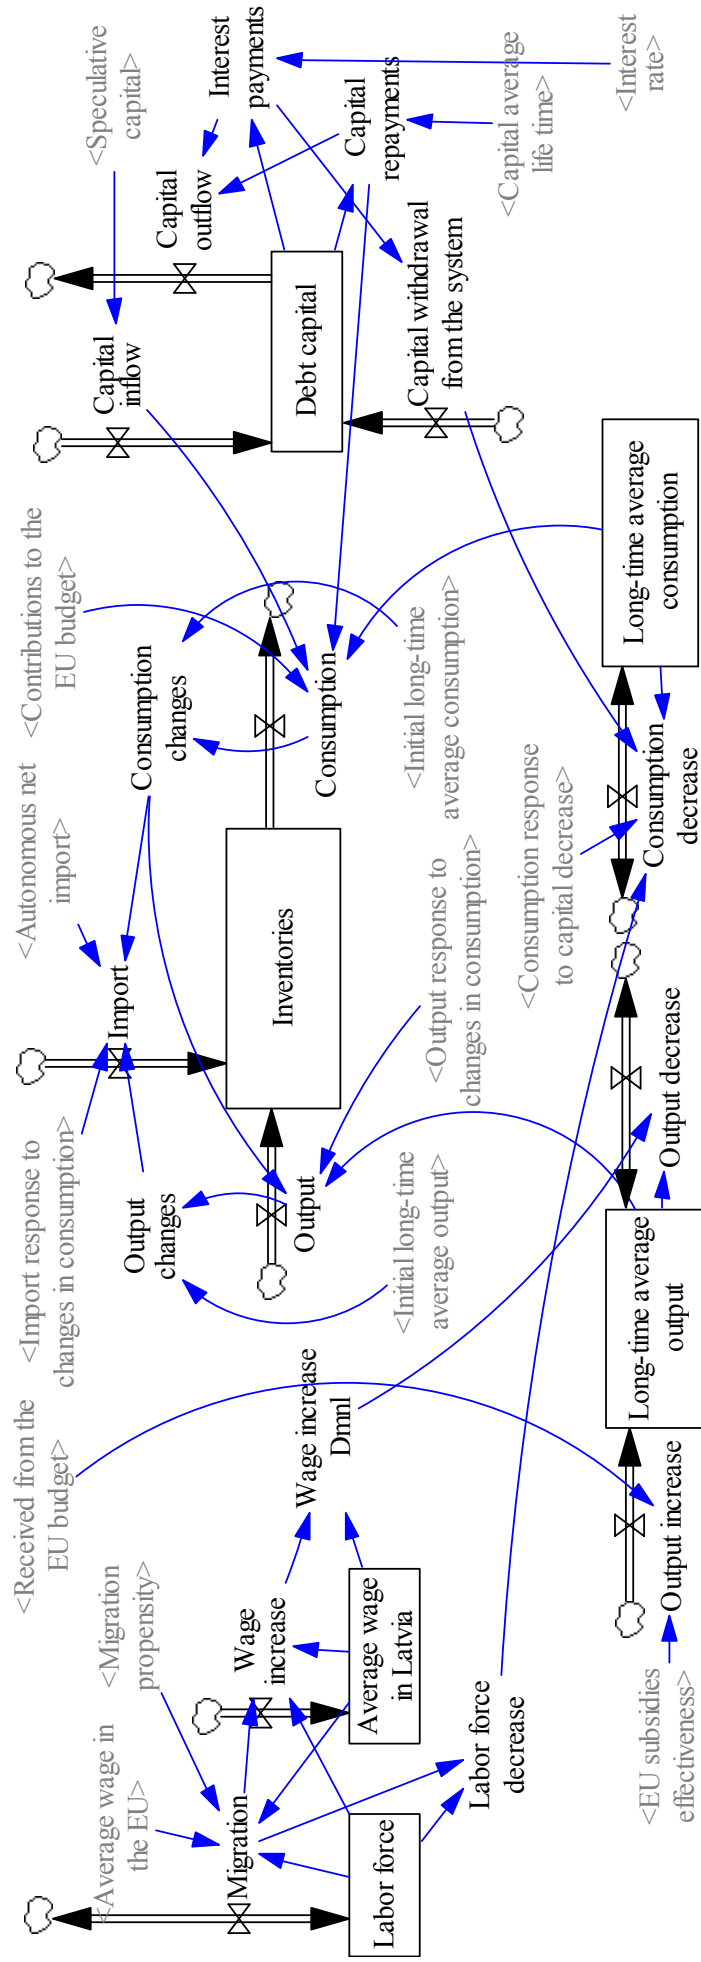 <Received from the
EU budget>
<Import response to
changes in consumption>
<Autonomous net
import>
<Contributions to the
EU budget>
<Speculative
capital>
<Average wage in
the EU>
<Migration
propensity>
Output
changes
Import
Consumption
changes
Capital
inflow
Capital
outflow
Interest
payments
Migration
Wage
increase
Wage increase
Dmnl
Output
Inventories
Consumption
Debt capital
Capital
repayments
Labor force
Average wage
in Latvia
<Initial long-time
average output>
<Output response to
changes in consumption>
<Initial long-time
average consumption>
Capital withdrawal
from the system
<Capital average
life time>
<Interest
rate>
Labor force
decrease
<Consumption response
to capital decrease>
<EU subsidies
effectiveness>
Output increase
Long-time average
output
Output decrease
Consumption
decrease
Long-time average
consumption